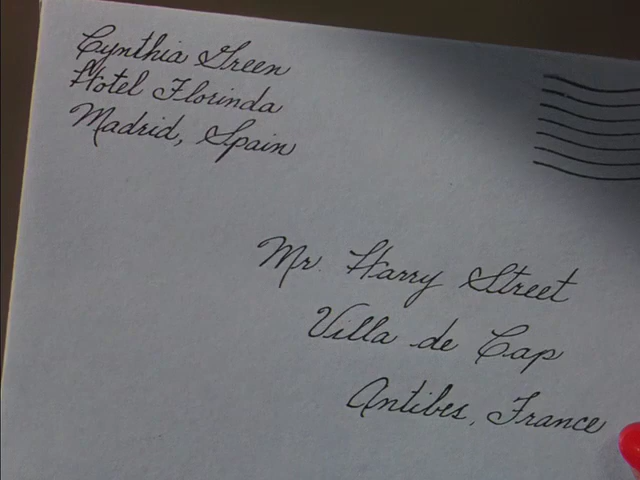 Cynthia Green
Hotel Florinda
Madrid, Spain
Mr. Harry Street
Villa de Cap
Antibes, France